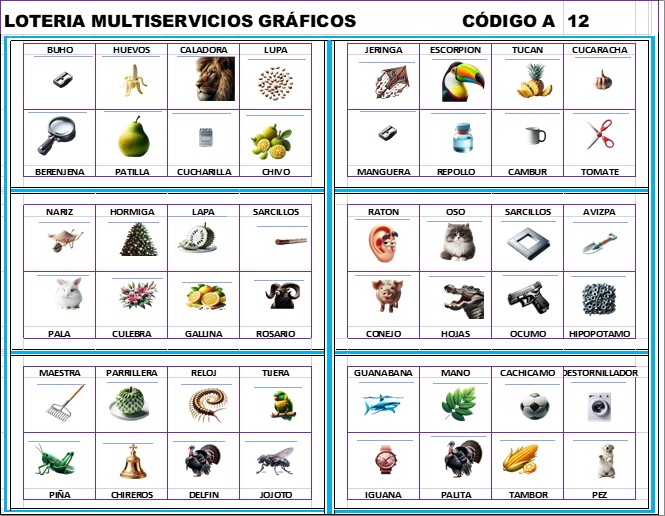 LOTERIA MULTISERVICIOS GRÁFICOS CÓDIGO A 12
BUHO HUEVOS CALADORA LUPA
BERENJENA PATILLA CUCHARILLA CHIVO
JERINGA ESCORPION TUCAN CUCARACHA
MANGUERA REPOLLO CAMBUR TOMATE
NARIZ HORMIGA LAPA SARCILLOS
PALA CULEBRA GALLINA ROSARIO
RATON OSO SARCILLOS AVIZPA
CONEJO HOJAS OCUMO HIPOPOTAMO
MAESTRA PARRILLERA RELOJ TIJERA
PIÑA CHIREROS DELFIN JOJOTO
GUANABANA MANO CACHICAMO DESTORNILLADOR
IGUANA PALITA TAMBOR PEZ